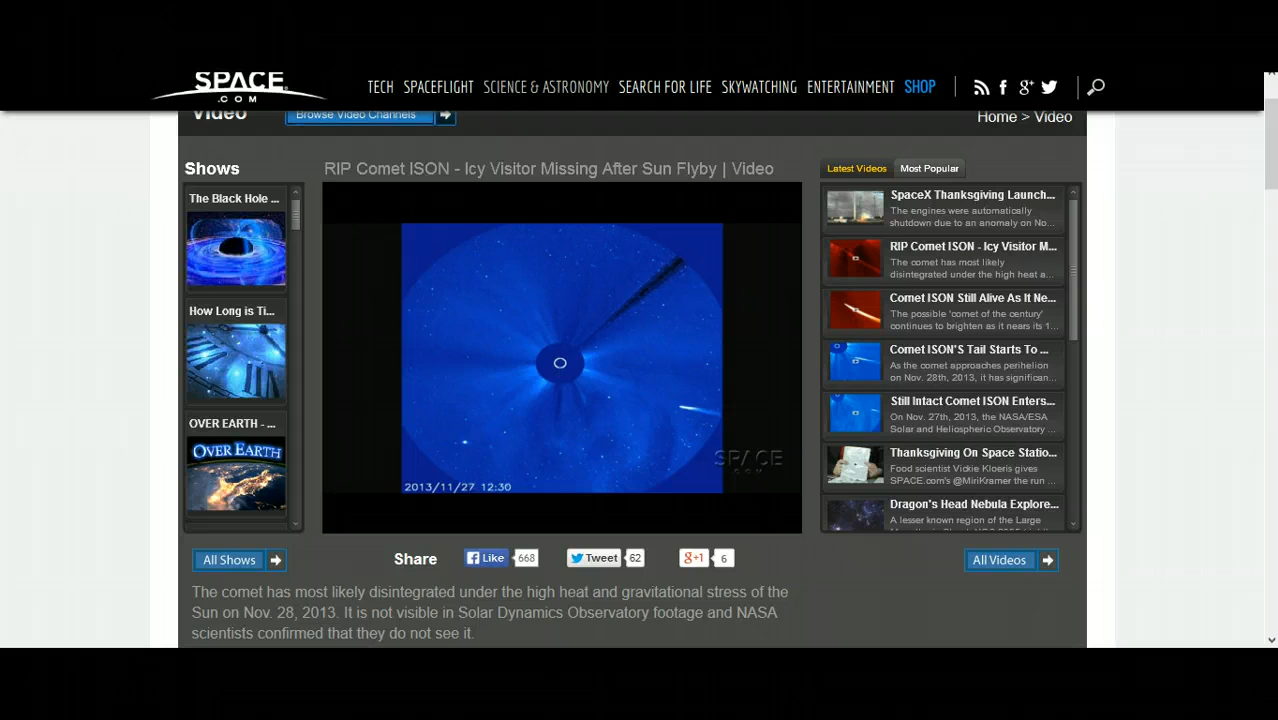 SPACE
.COM
TECH SPACEFLIGHT SCIENCE & ASTRONOMY SEARCH FOR LIFE SKYWATCHING ENTERTAINMENT SHOP
Video
Browse Video Channels
Home > Video
Shows
RIP Comet ISON - Icy Visitor Missing After Sun Flyby | Video
Latest Videos
Most Popular
The Black Hole ...
How Long is Ti...
OVER EARTH - ...
OVER EARTH
2013/11/27 12:30
SPACE
.COM
SpaceX Thanksgiving Launch...
The engines were automatically
shutdown due to an anomaly on No...
RIP Comet ISON - Icy Visitor M...
The comet has most likely
disintegrated under the high heat a...
Comet ISON Still Alive As It Ne...
The possible 'comet of the century'
continues to brighten as it nears its 1...
Comet ISON'S Tail Starts To ...
As the comet approaches perihelion
on Nov. 28th, 2013, it has significan...
Still Intact Comet ISON Enters...
On Nov. 27th, 2013, the NASA/ESA
Solar and Heliospheric Observatory ...
Thanksgiving On Space Statio...
Food scientist Vickie Kloeris gives
SPACE.com's @MiriKramer the run ...
Dragon's Head Nebula Explore...
A lesser known region of the Large
All Shows
Share
Like 668
Tweet 62
g+1 6
All Videos
The comet has most likely disintegrated under the high heat and gravitational stress of the
Sun on Nov. 28, 2013. It is not visible in Solar Dynamics Observatory footage and NASA
scientists confirmed that they do not see it.